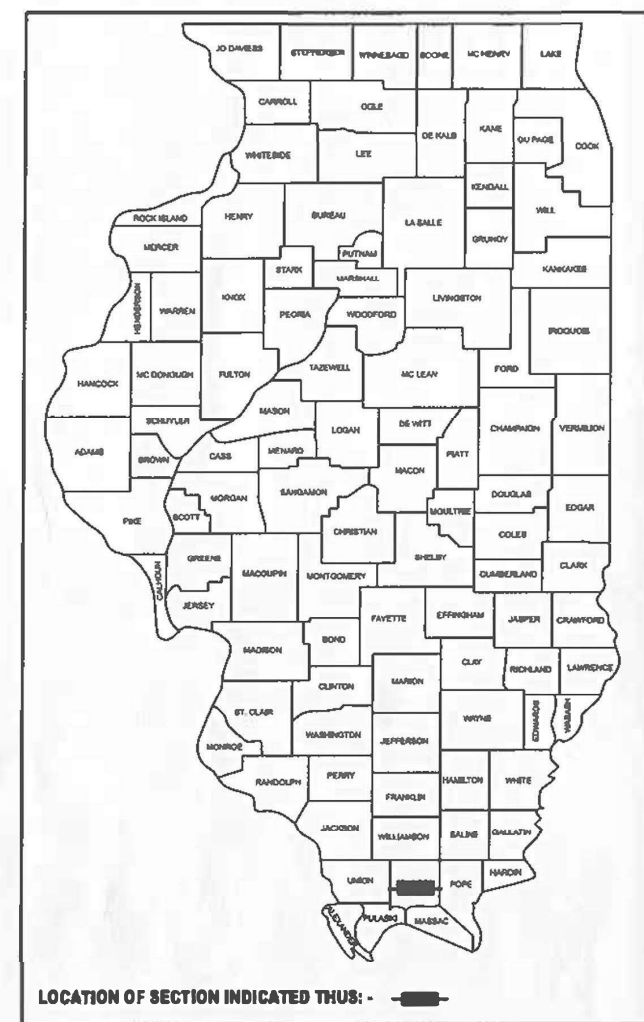 JO DAVIESS STEPHENSON WINNEBAGO BOONE MC HENRY LAKE
CARROLL OGLE DE KALB KANE DU PAGE COOK
WHITESIDE LEE
KENDALL
ROCK ISLAND HENRY BUREAU LA SALLE GRUNDY WILL
MERCER PUTNAM
STARK MARSHALL KANKAKEE
HENDERSON WARREN KNOX PEORIA WOODFORD LIVINGSTON IROQUOIS
HANCOCK MC DONOUGH FULTON TAZEWELL MC LEAN FORD
SCHUYLER MASON LOGAN DE WITT CHAMPAIGN VERMILION
ADAMS BROWN CASS MENARD MACON PIATT
PIKE SCOTT MORGAN SANGAMON CHRISTIAN MOULTRIE DOUGLAS EDGAR
COLES
CALHOUN GREENE MACOUPIN MONTGOMERY SHELBY CUMBERLAND CLARK
JERSEY FAYETTE EFFINGHAM JASPER CRAWFORD
MADISON BOND
CLAY RICHLAND LAWRENCE
CLINTON MARION
ST. CLAIR WAYNE EDWARDS WABASH
MONROE WASHINGTON JEFFERSON
RANDOLPH PERRY HAMILTON WHITE
FRANKLIN
JACKSON WILLIAMSON SALINE GALLATIN
UNION POPE HARDIN
ALEXANDER PULASKI MASSAC
LOCATION OF SECTION INDICATED THUS: -